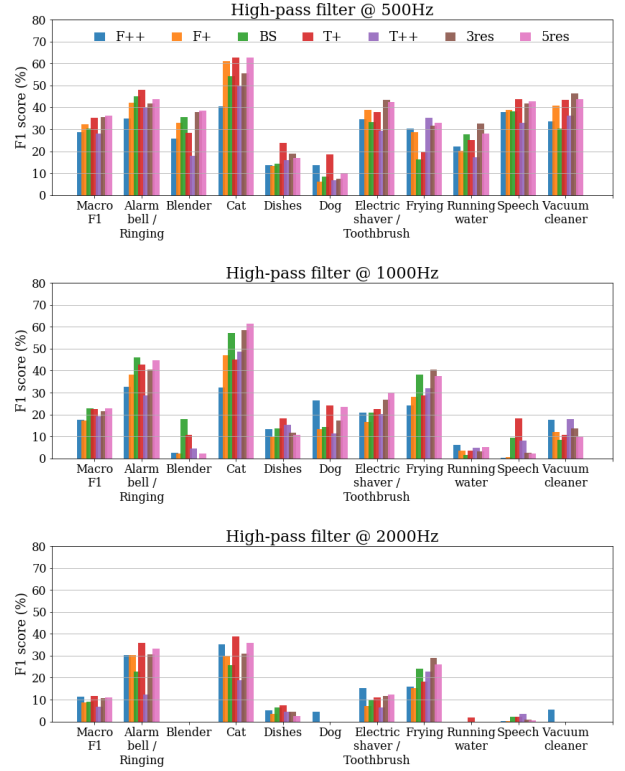 High-pass filter @ 500Hz
F++ F+ BS T+ T++ 3res 5res
F1 score (%)
80
70
60
50
40
30
20
10
0
Macro F1
Alarm bell / Ringing
Blender
Cat
Dishes
Dog
Electric shaver / Toothbrush
Frying
Running water
Speech
Vacuum cleaner
High-pass filter @ 1000Hz
F1 score (%)
80
70
60
50
40
30
20
10
0
Macro F1
Alarm bell / Ringing
Blender
Cat
Dishes
Dog
Electric shaver / Toothbrush
Frying
Running water
Speech
Vacuum cleaner
High-pass filter @ 2000Hz
F1 score (%)
80
70
60
50
40
30
20
10
0
Macro F1
Alarm bell / Ringing
Blender
Cat
Dishes
Dog
Electric shaver / Toothbrush
Frying
Running water
Speech
Vacuum cleaner